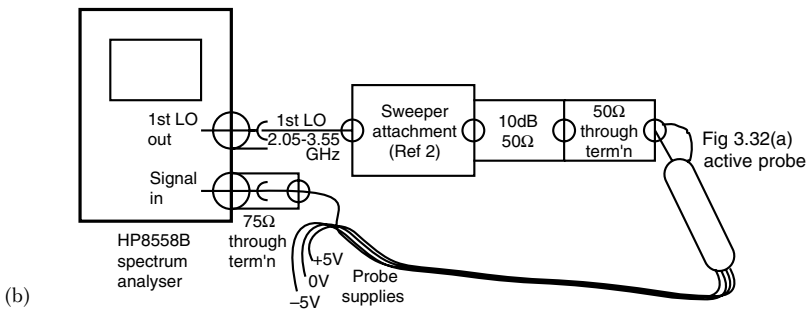 1st LO
out
1st LO
2.05-3.55
GHz
Sweeper
attachment
(Ref 2)
10dB
50Ω
50Ω
through
term'n
Fig 3.32(a)
active probe
Signal
in
75Ω
through
term'n
HP8558B
spectrum
analyser
+5V
0V
–5V
Probe
supplies
(b)